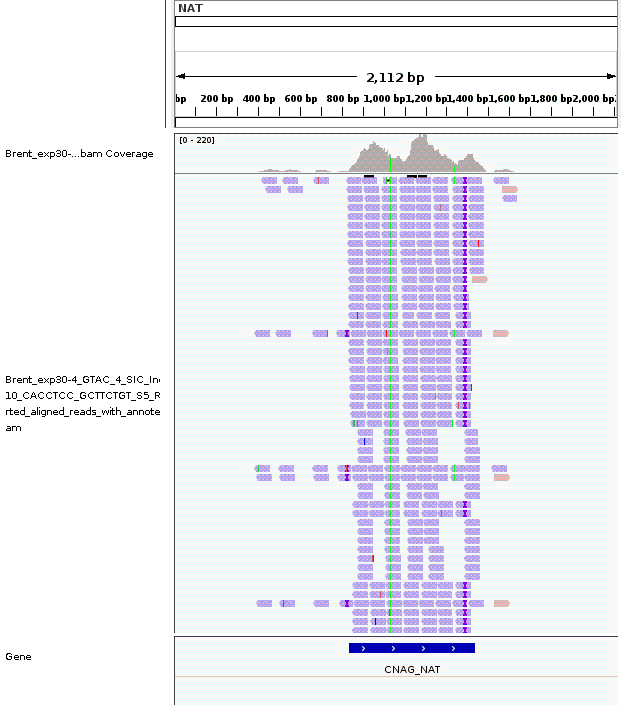 NAT
2,112 bp
bp 200 bp 400 bp 600 bp 800 bp 1,000 bp 1,200 bp 1,400 bp 1,600 bp 1,800 bp 2,000 bp
[0 - 220]
Brent_exp30-...bam Coverage
Brent_exp30-4_GTAC_4_SIC_In
10_CACCTCC_GCTTCTGT_S5_R
rted_aligned_reads_with_annote
am
Gene
CNAG_NAT